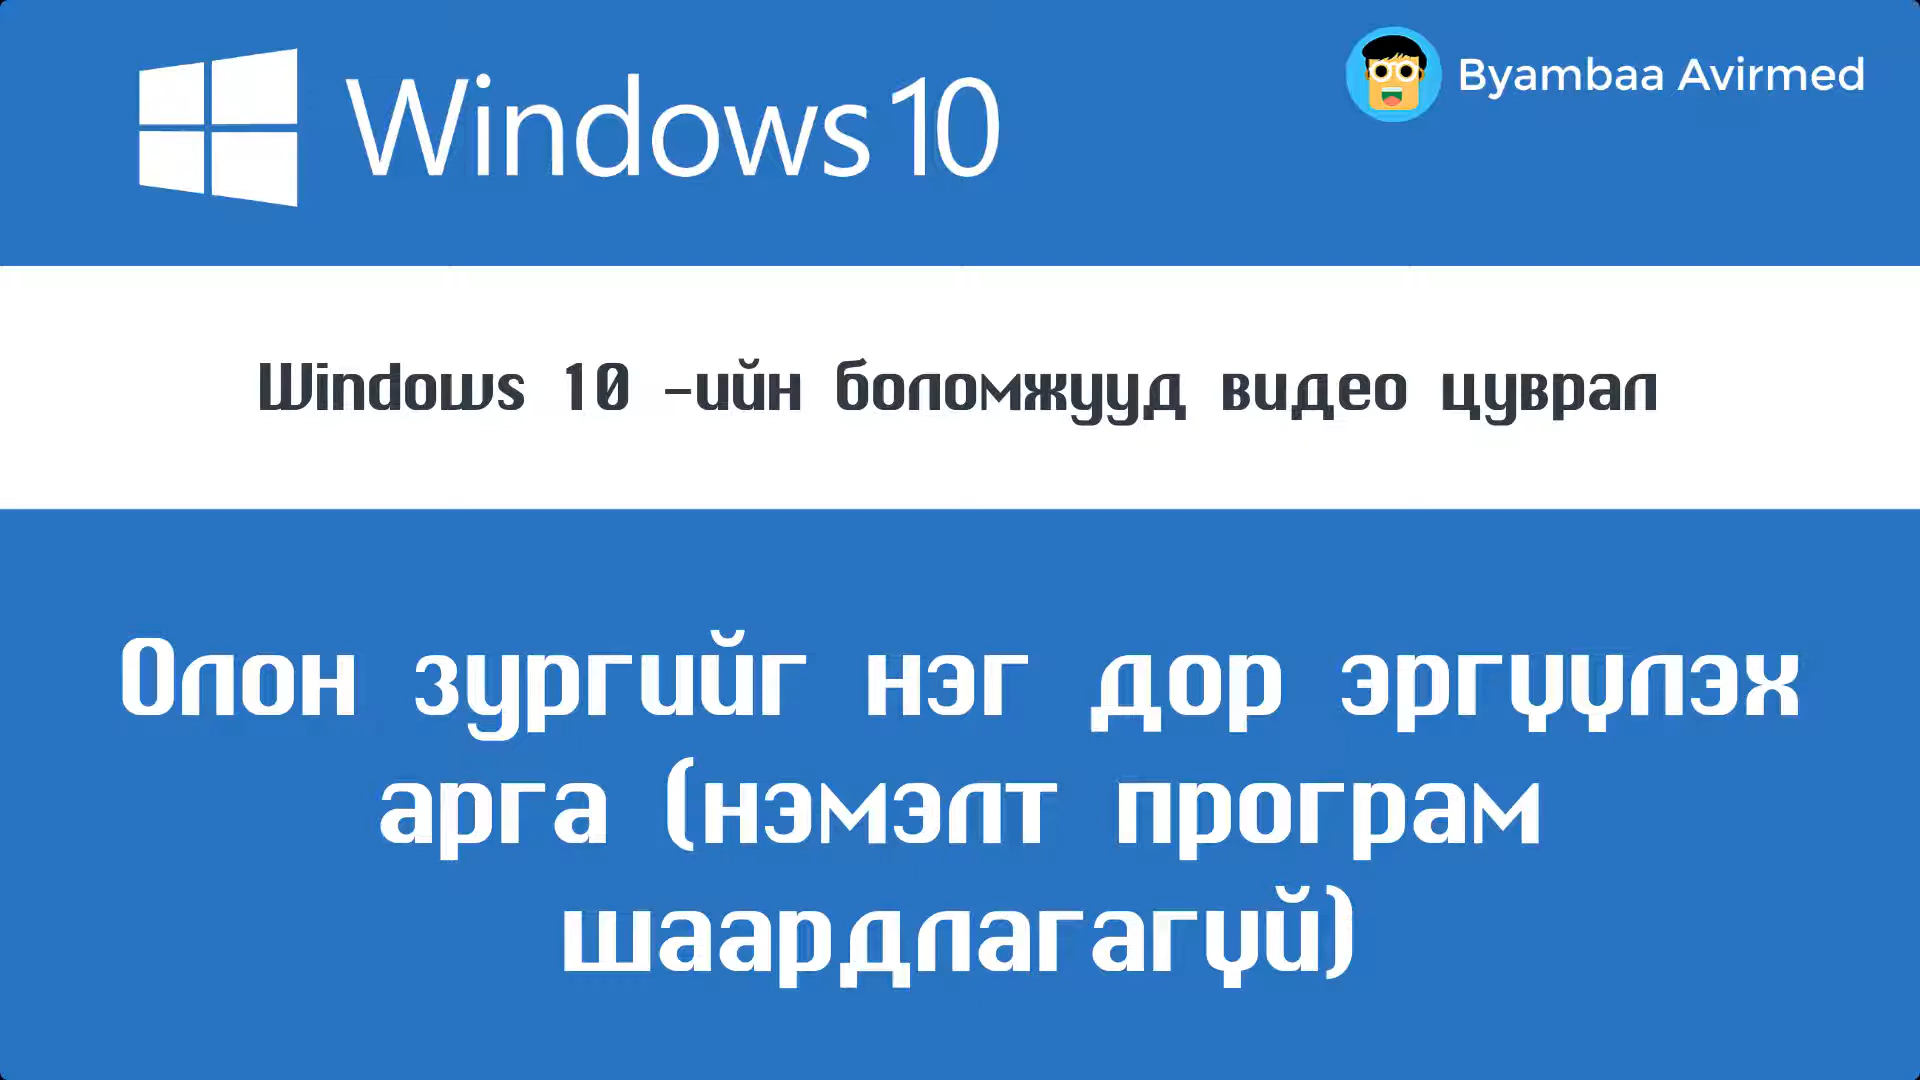 Windows 10
Byambaa Avirmed
Windows 10 -ийн боломжууд видео цуврал
Олон зургийг нэг дор эргүүлэх
арга (нэмэлт програм
шаардлагагүй)